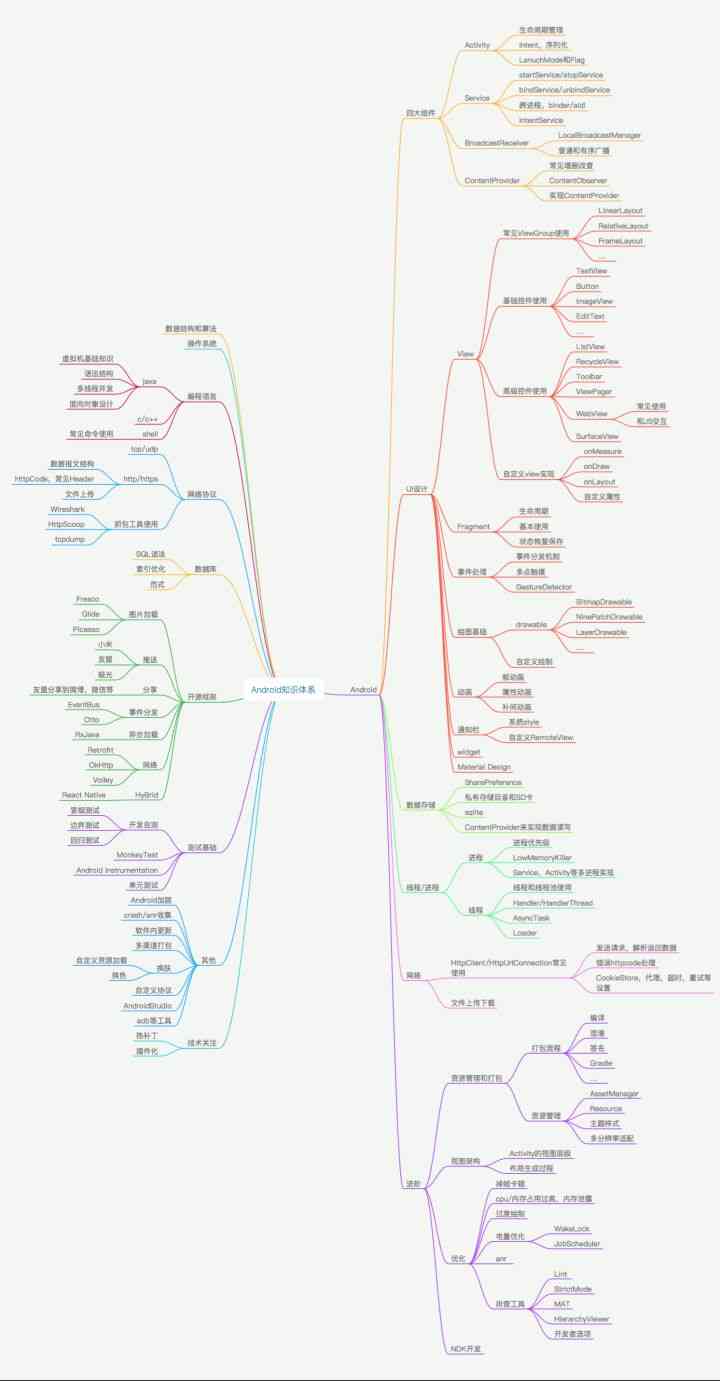 Android知识体系
Android
四大组件
Activity
生命周期管理
Intent，序列化
LanuchMode和Flag
Service
startService/stopService
bindService/unbindService
跨进程，binder/aidl
IntentService
BroadcastReceiver
LocalBroadcastManager
普通和有序广播
ContentProvider
常见增删改查
ContentObserver
实现ContentProvider
UI设计
View
常见ViewGroup使用
LinearLayout
RelativeLayout
FrameLayout
....
基础控件使用
TextView
Button
ImageView
EditText
....
高级控件使用
ListView
RecycleView
Toolbar
ViewPager
WebView
常见使用
和JS交互
SurfaceView
自定义view实现
onMeasure
onDraw
onLayout
自定义属性
Fragment
生命周期
基本使用
状态恢复保存
事件处理
事件分发机制
多点触摸
GestureDetector
绘图基础
drawable
BitmapDrawable
NinePatchDrawable
LayerDrawable
....
自定义绘制
动画
帧动画
属性动画
补间动画
通知栏
系统style
自定义RemoteView
widget
Material Design
数据存储
SharePreference
私有存储目录和SD卡
sqlite
ContentProvider来实现数据读写
线程/进程
进程
进程优先级
LowMemoryKiller
Service、Activity等多进程实现
线程
线程和线程池使用
Handler/HandlerThread
AsyncTask
Loader
网络
HttpClient/HttpUrlConnection常见
使用
发送请求，解析返回数据
错误httpcode处理
CookieStore，代理，超时，重试等
设置
文件上传下载
进阶
资源管理和打包
打包流程
编译
混淆
签名
Gradle
....
资源管理
AssetManager
Resource
主题样式
多分辨率适配
视图架构
Activity的视图层级
布局生成过程
优化
掉帧卡顿
cpu/内存占用过高，内存泄露
过度绘制
电量优化
WakeLock
JobScheduler
anr
排查工具
Lint
StrictMode
MAT
HierarchyViewer
开发者选项
NDK开发
数据结构和算法
操作系统
编程语言
java
虚拟机基础知识
语法结构
多线程开发
面向对象设计
c/c++
shell
常见命令使用
网络协议
tcp/udp
http/https
数据报文结构
HttpCode，常见Header
文件上传
抓包工具使用
Wireshark
HttpScoop
tcpdump
数据库
SQL语法
索引优化
范式
开源框架
图片加载
Fresco
Glide
Picasso
推送
小米
友盟
极光
分享
友盟分享到微博，微信等
事件分发
EventBus
Otto
异步加载
RxJava
网络
Retrofit
OkHttp
Volley
HyBrid
React Native
测试基础
开发自测
冒烟测试
边界测试
回归测试
MonkeyTest
Android Instrumentation
单元测试
其他
Android加固
crash/anr收集
软件内更新
多渠道打包
换肤
自定义资源加载
换色
自定义协议
AndroidStudio
adb等工具
技术关注
热补丁
插件化